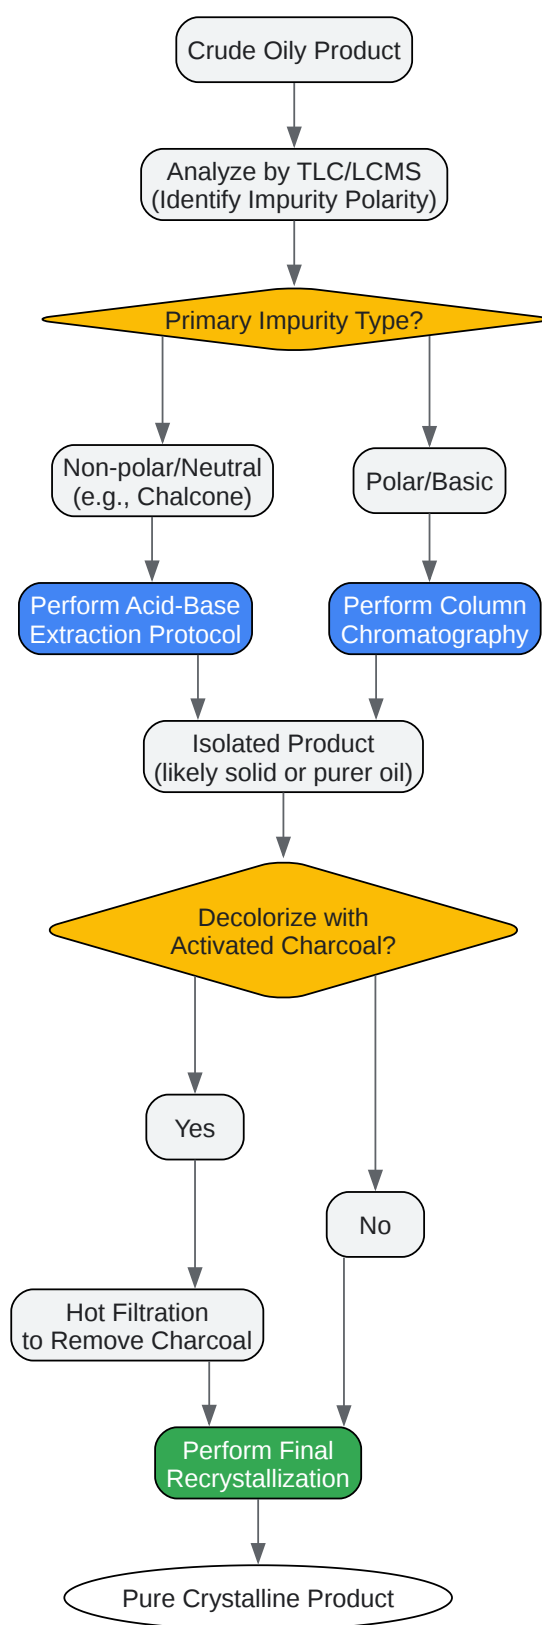 Crude Oily Product
Analyze by TLC/LCMS
(Identify Impurity Polarity)
Primary Impurity Type?
Non-polar/Neutral
(e.g., Chalcone)
Polar/Basic
Perform Acid-Base
Extraction Protocol
Perform Column
Chromatography
Isolated Product
(likely solid or purer oil)
Decolorize with
Activated Charcoal?
Yes
No
Hot Filtration
to Remove Charcoal
Perform Final
Recrystallization
Pure Crystalline Product